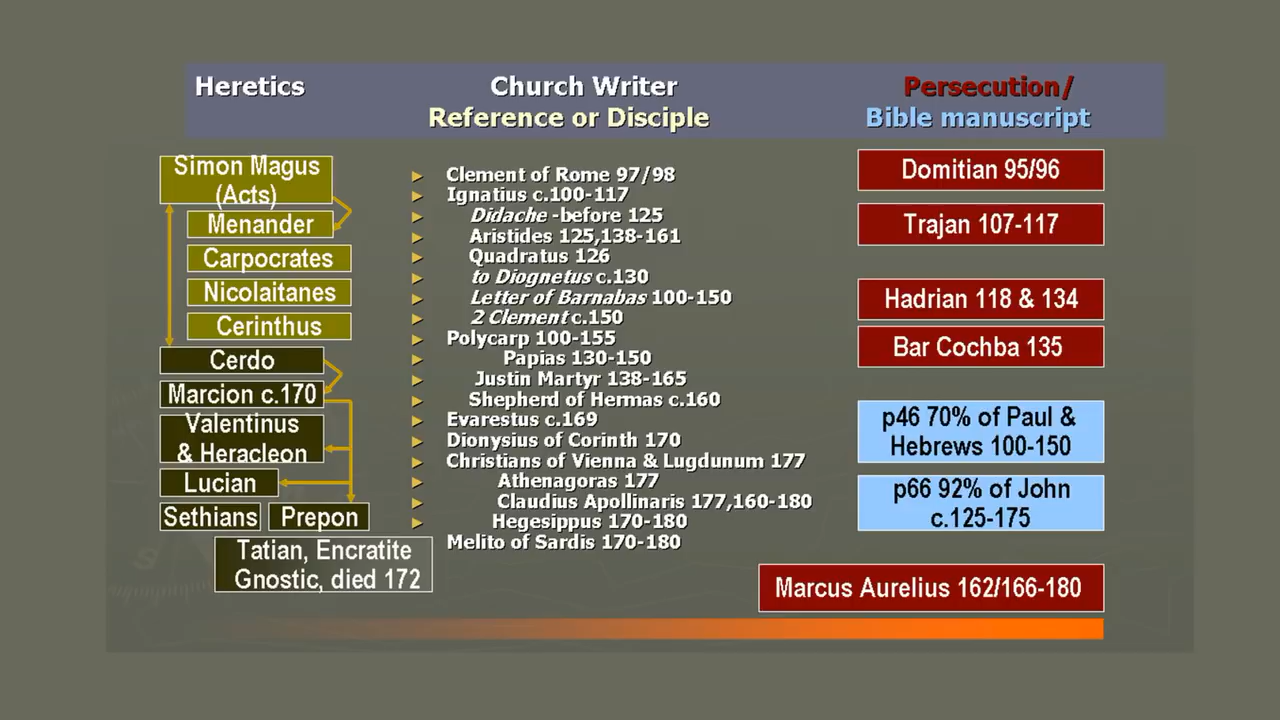 Heretics
Church Writer
Reference or Disciple
Persecution/
Bible manuscript
Simon Magus
(Acts)
Menander
Carpocrates
Nicolaitanes
Cerinthus
Cerdo
Marcion c.170
Valentinus
& Heracleon
Lucian
Sethians
Prepon
Tatian, Encratite
Gnostic, died 172
Clement of Rome 97/98
Ignatius c.100-117
Didache -before 125
Aristides 125,138-161
Quadratus 126
to Diognetus c.130
Letter of Barnabas 100-150
2 Clement c.150
Polycarp 100-155
Papias 130-150
Justin Martyr 138-165
Shepherd of Hermas c.160
Evarestus c.169
Dionysius of Corinth 170
Christians of Vienna & Lugdunum 177
Athenagoras 177
Claudius Apollinaris 177,160-180
Hegesippus 170-180
Melito of Sardis 170-180
Domitian 95/96
Trajan 107-117
Hadrian 118 & 134
Bar Cochba 135
p46 70% of Paul &
Hebrews 100-150
p66 92% of John
c.125-175
Marcus Aurelius 162/166-180